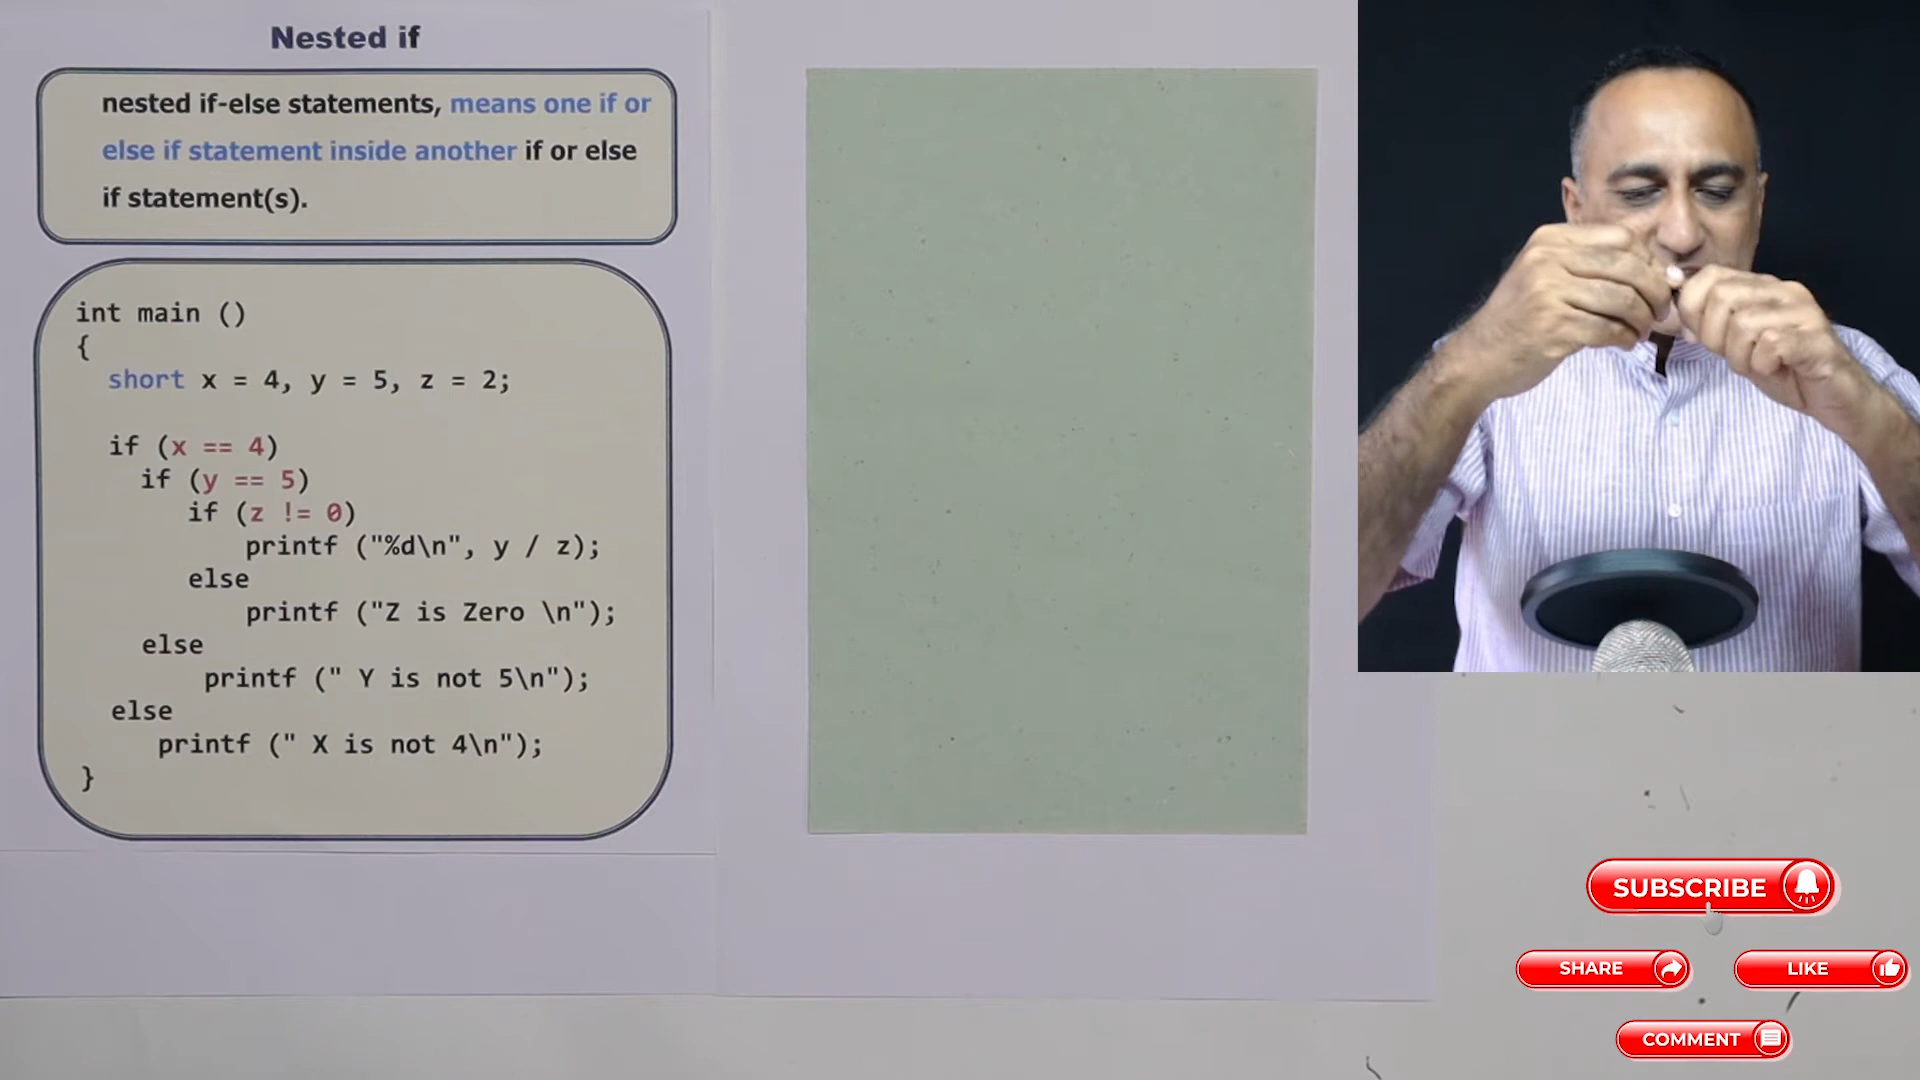 Nested if
nested if-else statements, means one if or
else if statement inside another if or else
if statement(s).
int main ()
{
short x = 4, y = 5, z = 2;
if (x == 4)
if (y == 5)
if (z != 0)
printf ("%d\n", y / z);
else
printf ("Z is Zero \n");
else
printf (" Y is not 5\n");
else
printf (" X is not 4\n");
}
SUBSCRIBE
SHARE
LIKE
COMMENT